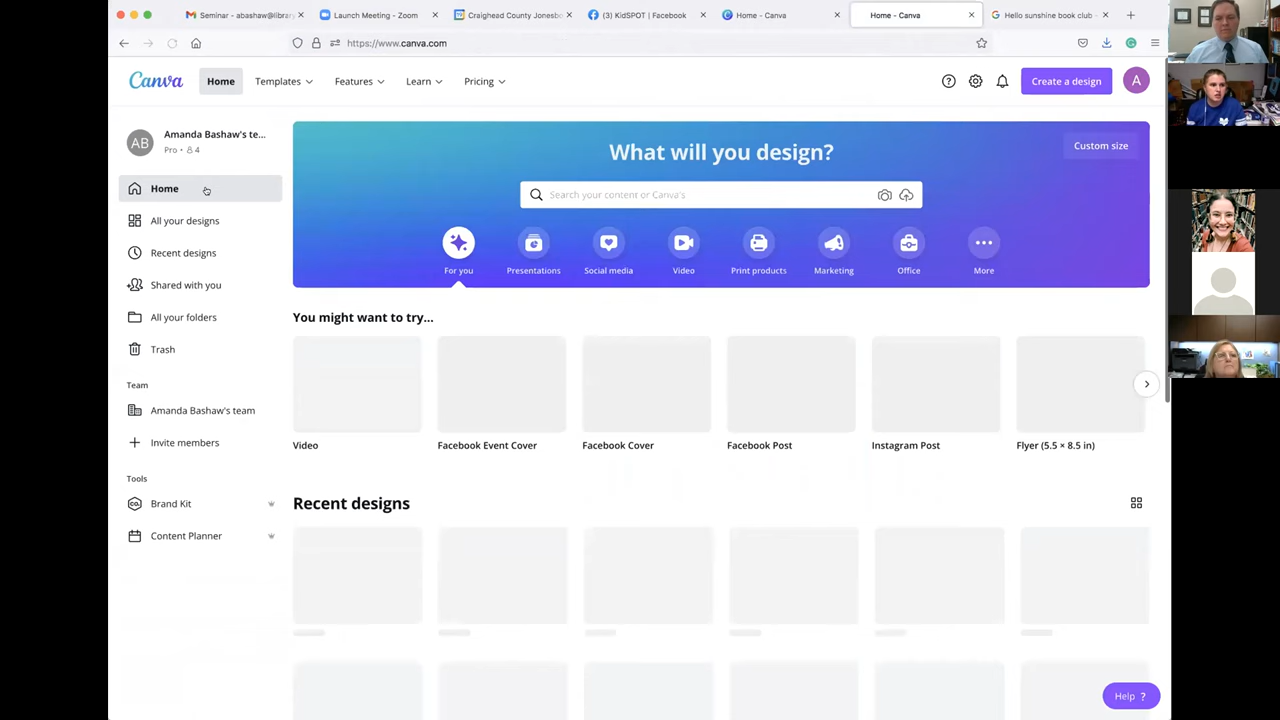 Seminar - abashaw@library
Launch Meeting - Zoom
Craighead County Jonesb
(3) KidSPOT | Facebook
Home - Canva
Home - Canva
Hello sunshine book club -
https://www.canva.com
Canva
Home
Templates
Features
Learn
Pricing
Create a design
A
AB
Amanda Bashaw's te...
Pro • 4
Home
All your designs
Recent designs
Shared with you
All your folders
Trash
Team
Amanda Bashaw's team
Invite members
Tools
CO.
Brand Kit
Content Planner
What will you design?
Custom size
Search your content or Canva's
For you
Presentations
Social media
Video
Print products
Marketing
Office
More
You might want to try...
Video
Facebook Event Cover
Facebook Cover
Facebook Post
Instagram Post
Flyer (5.5 × 8.5 in)
Recent designs
Help ?